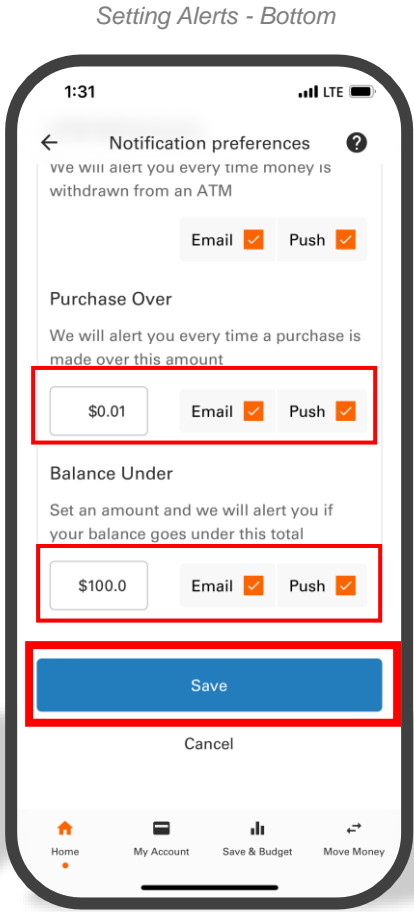 Setting Alerts - Bottom
1:31
LTE
Notification preferences
?
We will alert you every time money is
withdrawn from an ATM
Email Push
Purchase Over
We will alert you every time a purchase is
made over this amount
$0.01 Email Push
Balance Under
Set an amount and we will alert you if
your balance goes under this total
$100.0 Email Push
Save
Cancel
Home My Account Save & Budget Move Money